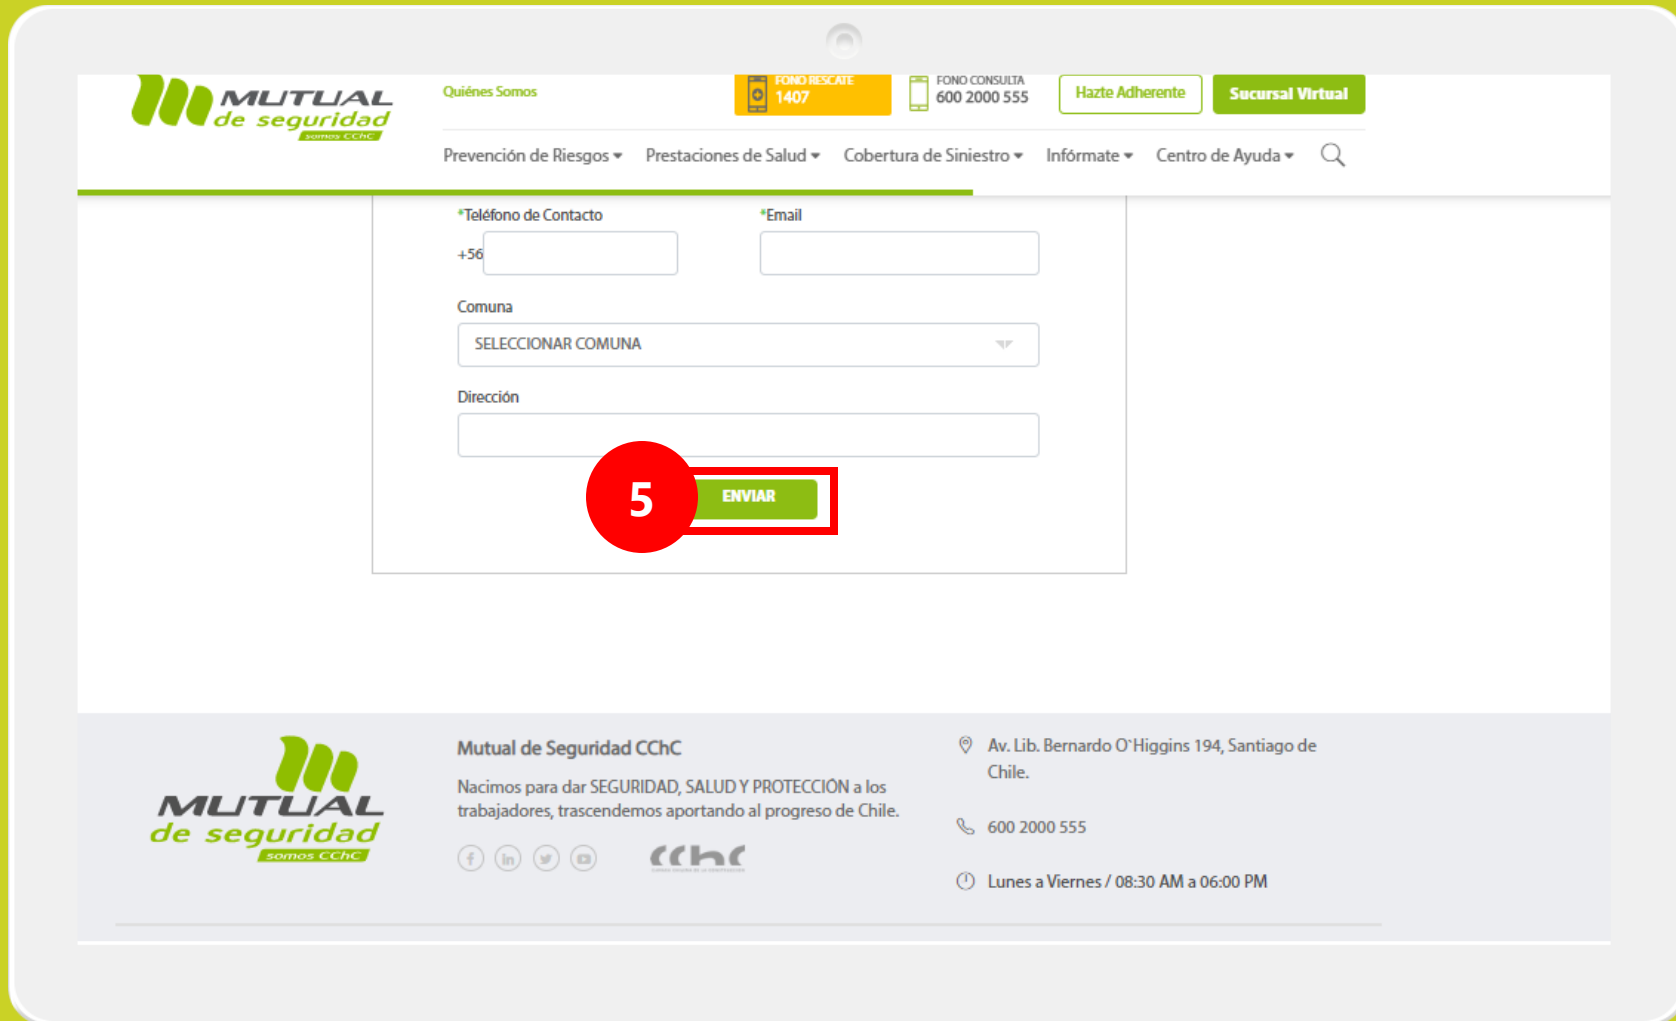 MUTUAL
de seguridad
somos CChC
Quiénes Somos
FONO RESCATE
1407
FONO CONSULTA
600 2000 555
Hazte Adherente
Sucursal Virtual
Prevención de Riesgos
Prestaciones de Salud
Cobertura de Siniestro
Infórmate
Centro de Ayuda
*Teléfono de Contacto
*Email
+56
Comuna
SELECCIONAR COMUNA
Dirección
5
ENVIAR
MUTUAL
de seguridad
somos CChC
Mutual de Seguridad CChC
Nacimos para dar SEGURIDAD, SALUD Y PROTECCIÓN a los
trabajadores, trascendemos aportando al progreso de Chile.
f
in
cchc
Av. Lib. Bernardo O`Higgins 194, Santiago de
Chile.
600 2000 555
Lunes a Viernes / 08:30 AM a 06:00 PM